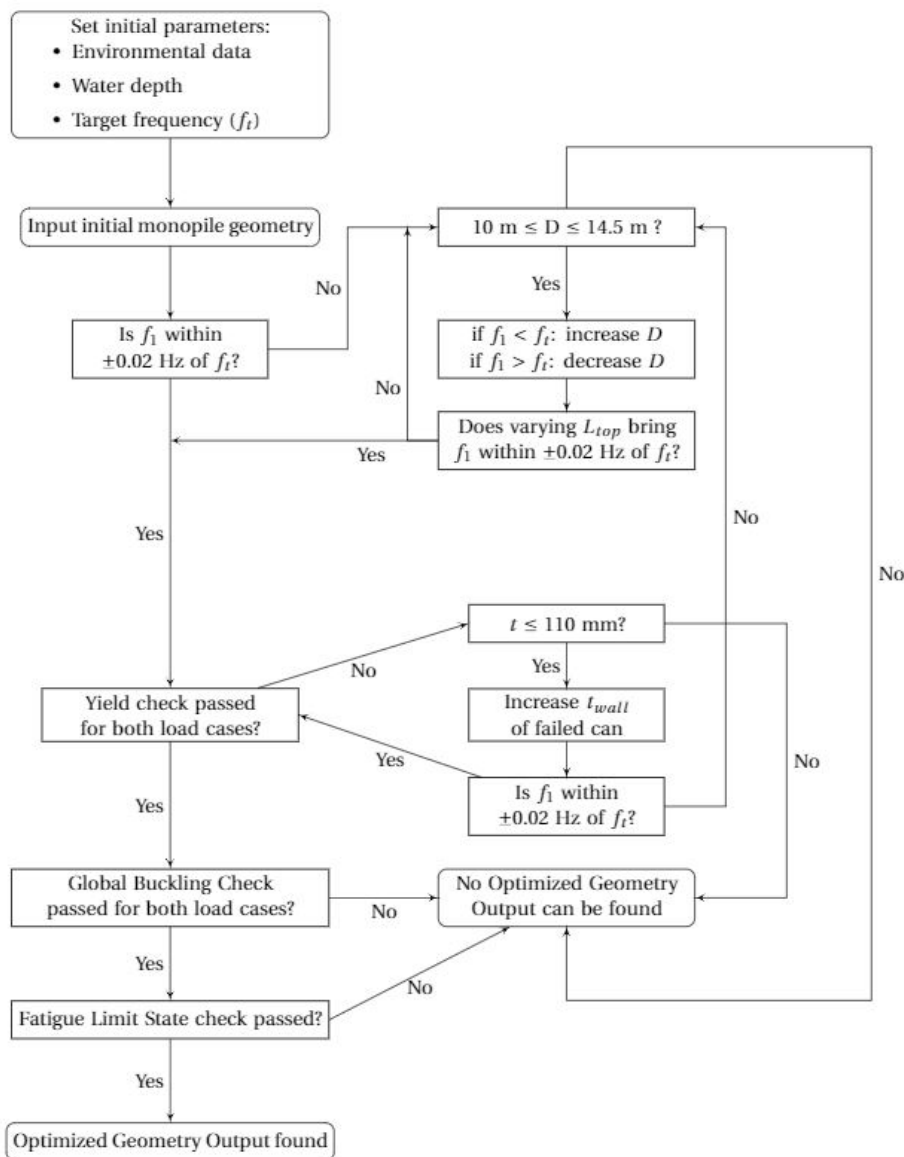 Set initial parameters:
• Environmental data
• Water depth
• Target frequency (f_t)
Input initial monopile geometry
10 m ≤ D ≤ 14.5 m ?
No
Yes
Is f_1 within
±0.02 Hz of f_t?
if f_1 < f_t: increase D
if f_1 > f_t: decrease D
No
Does varying L_top bring
f_1 within ±0.02 Hz of f_t?
Yes
Yes
No
No
t ≤ 110 mm?
No
Yes
Yield check passed
for both load cases?
Increase t_wall
of failed can
Yes
No
Is f_1 within
±0.02 Hz of f_t?
Yes
Global Buckling Check
passed for both load cases?
No
No Optimized Geometry
Output can be found
Yes
No
Fatigue Limit State check passed?
Yes
Optimized Geometry Output found